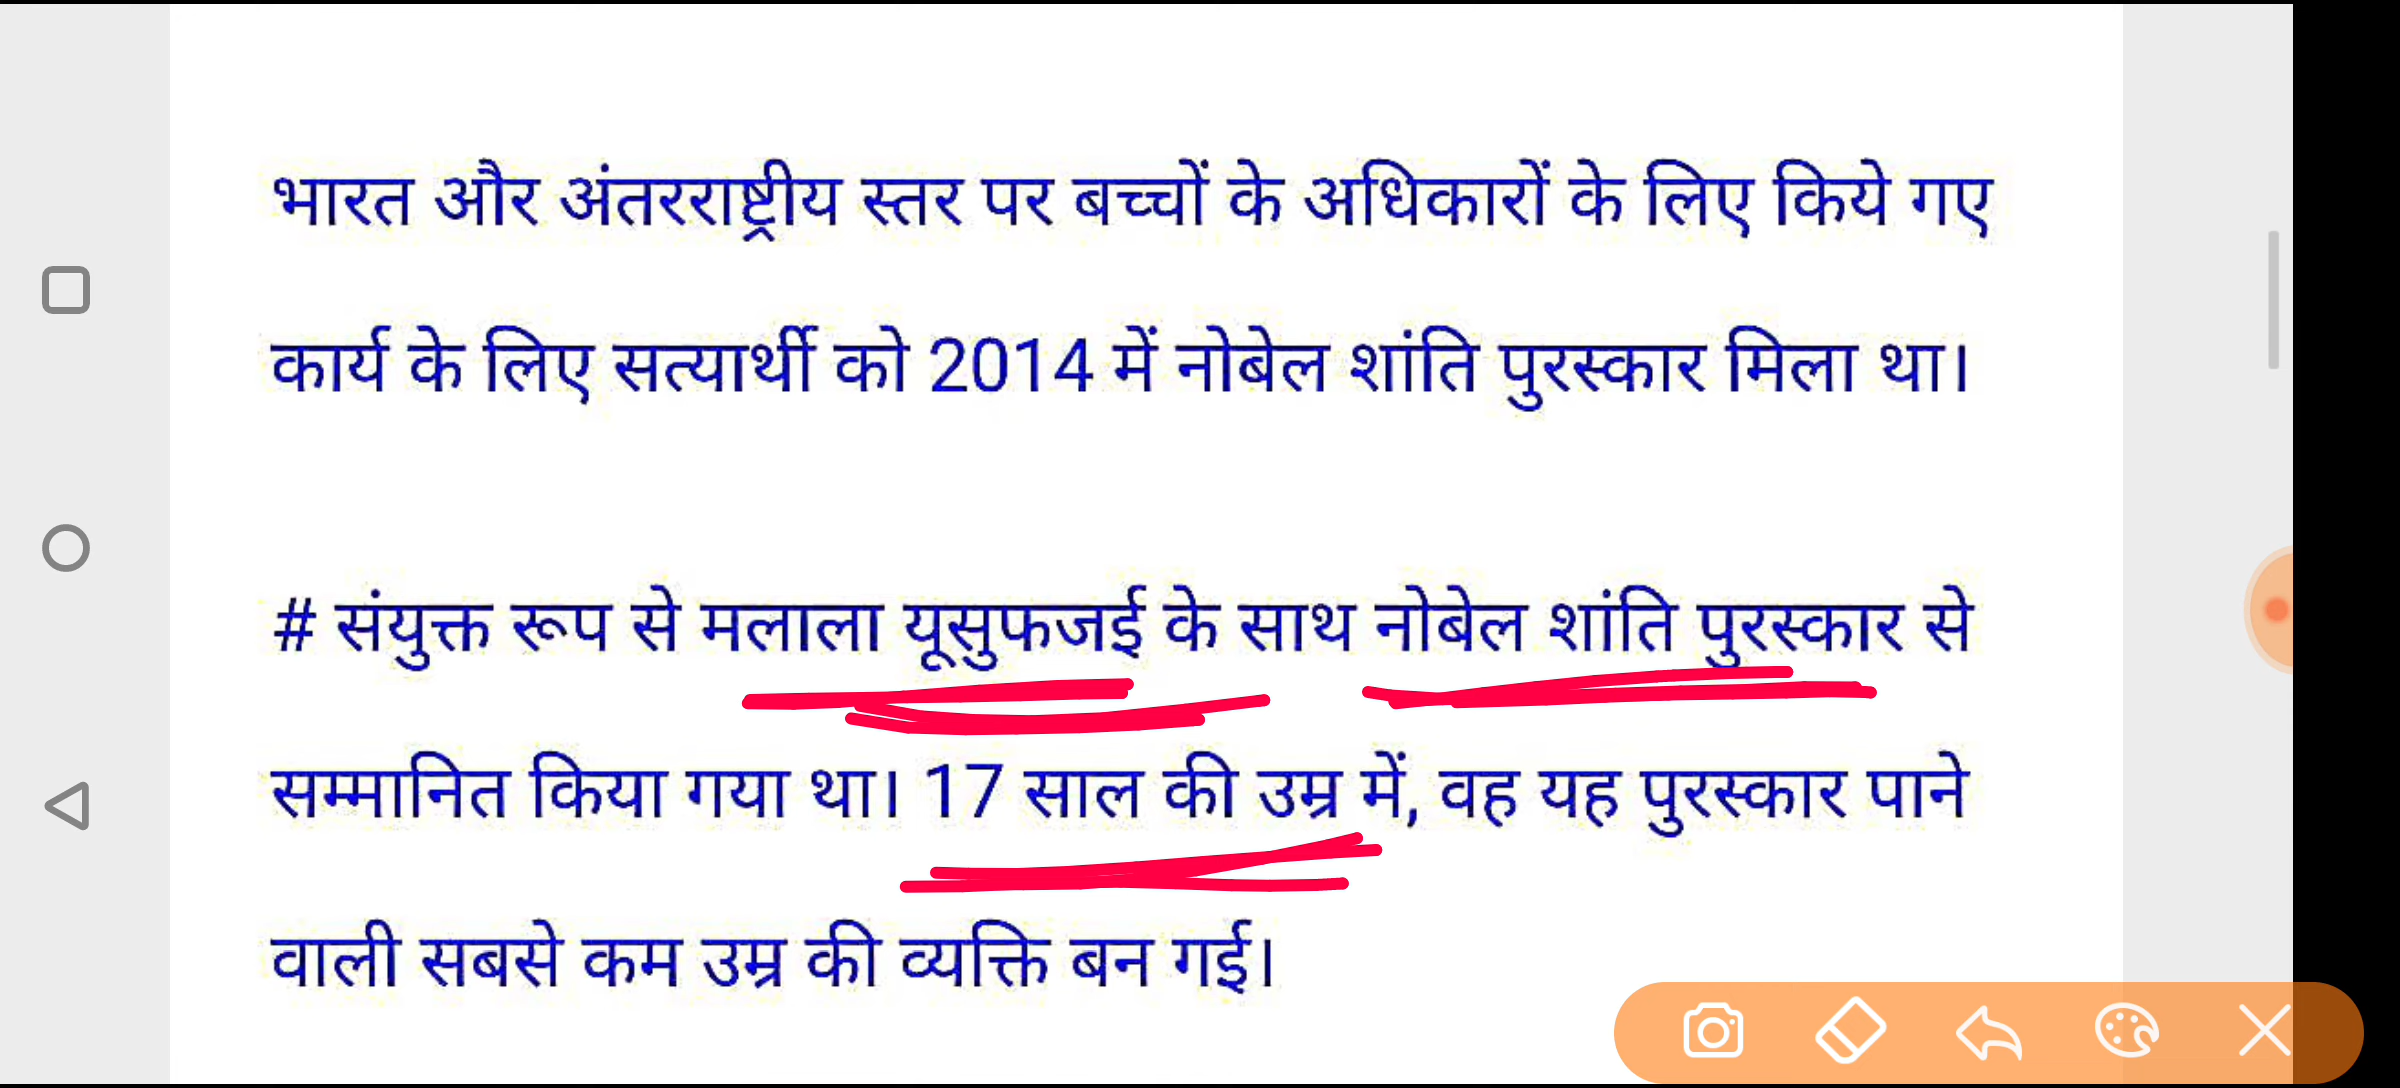 भारत और अंतरराष्ट्रीय स्तर पर बच्चों के अधिकारों के लिए किये गए
कार्य के लिए सत्यार्थी को 2014 में नोबेल शांति पुरस्कार मिला था।
# संयुक्त रूप से मलाला यूसुफजई के साथ नोबेल शांति पुरस्कार से
सम्मानित किया गया था। 17 साल की उम्र में, वह यह पुरस्कार पाने
वाली सबसे कम उम्र की व्यक्ति बन गई।